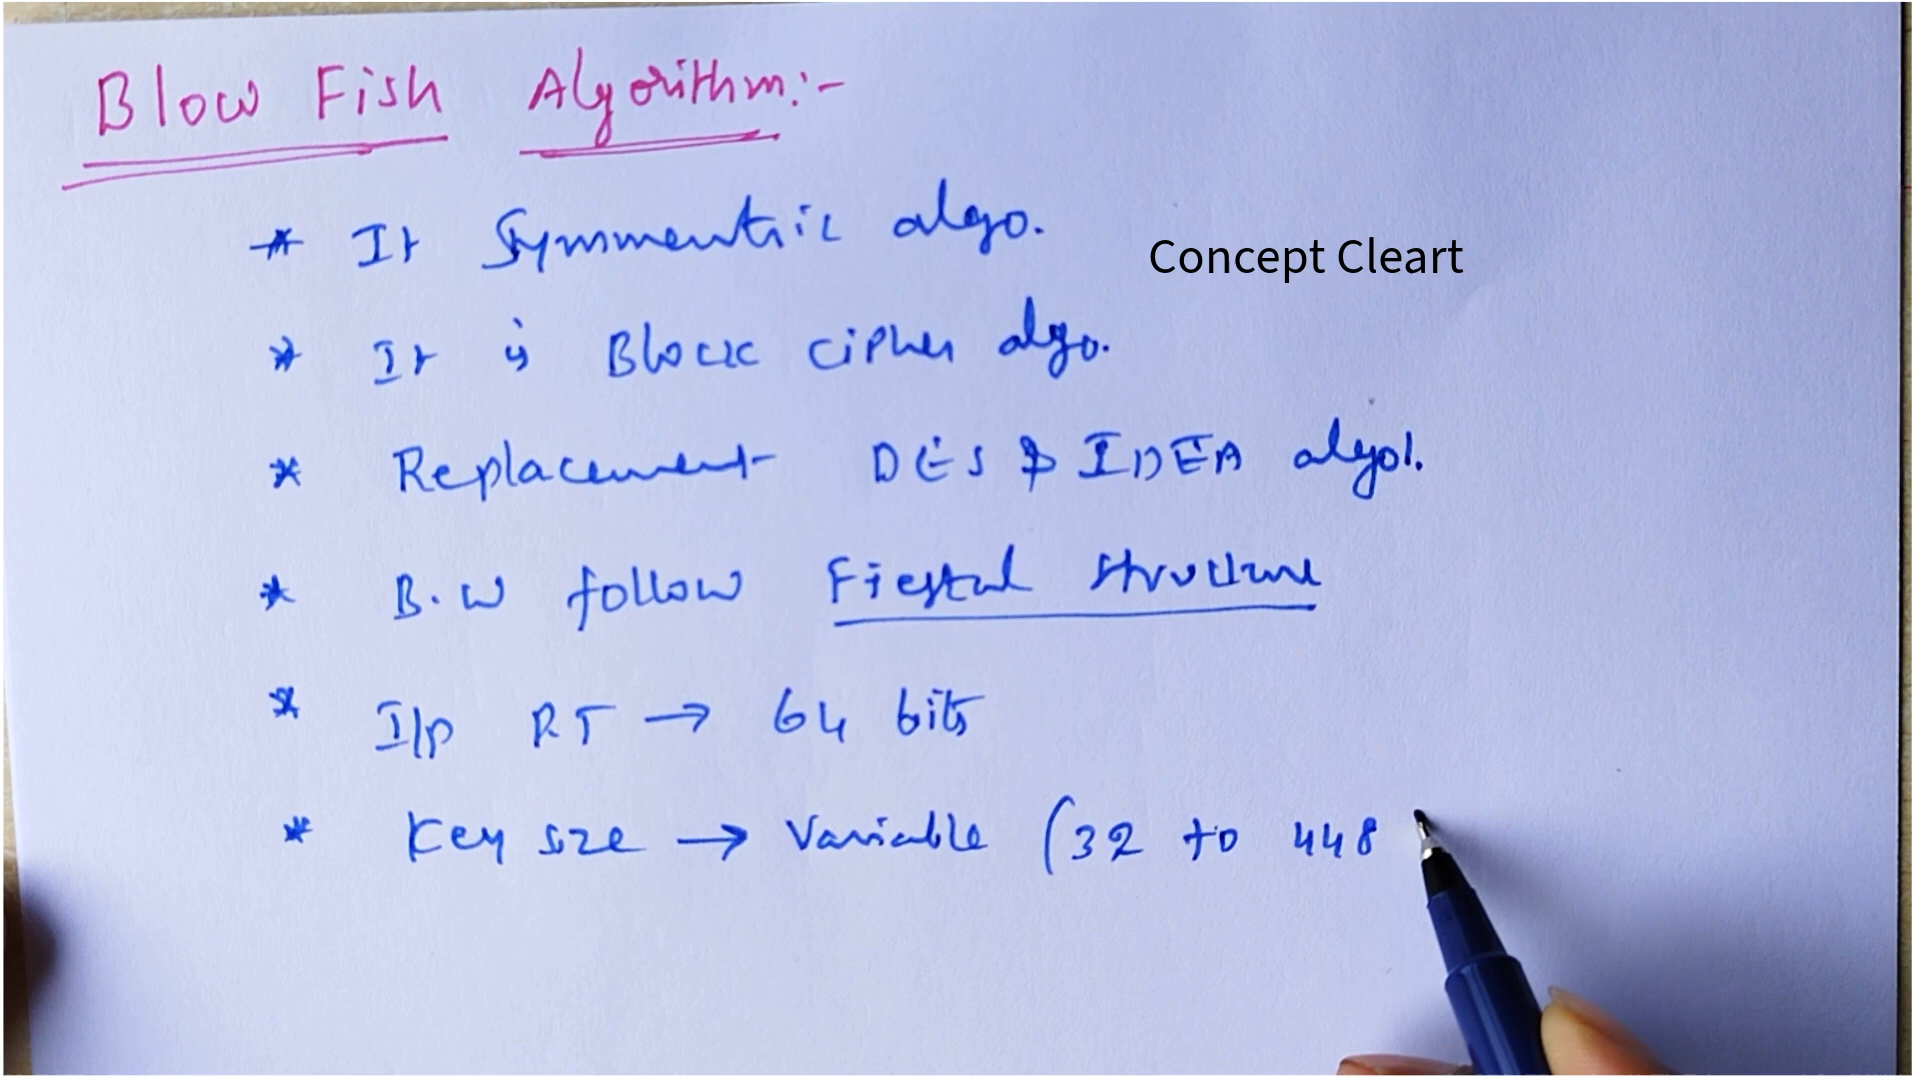 Blow Fish Algorithm:-
* It Symmentric algo.
Concept Cleart
* It is Block cipher algo.
* Replacement DES & IDEA algo.
* B.W follow Fiestal structure
* I/p PT → 64 bits
* Key size → Variable (32 to 448